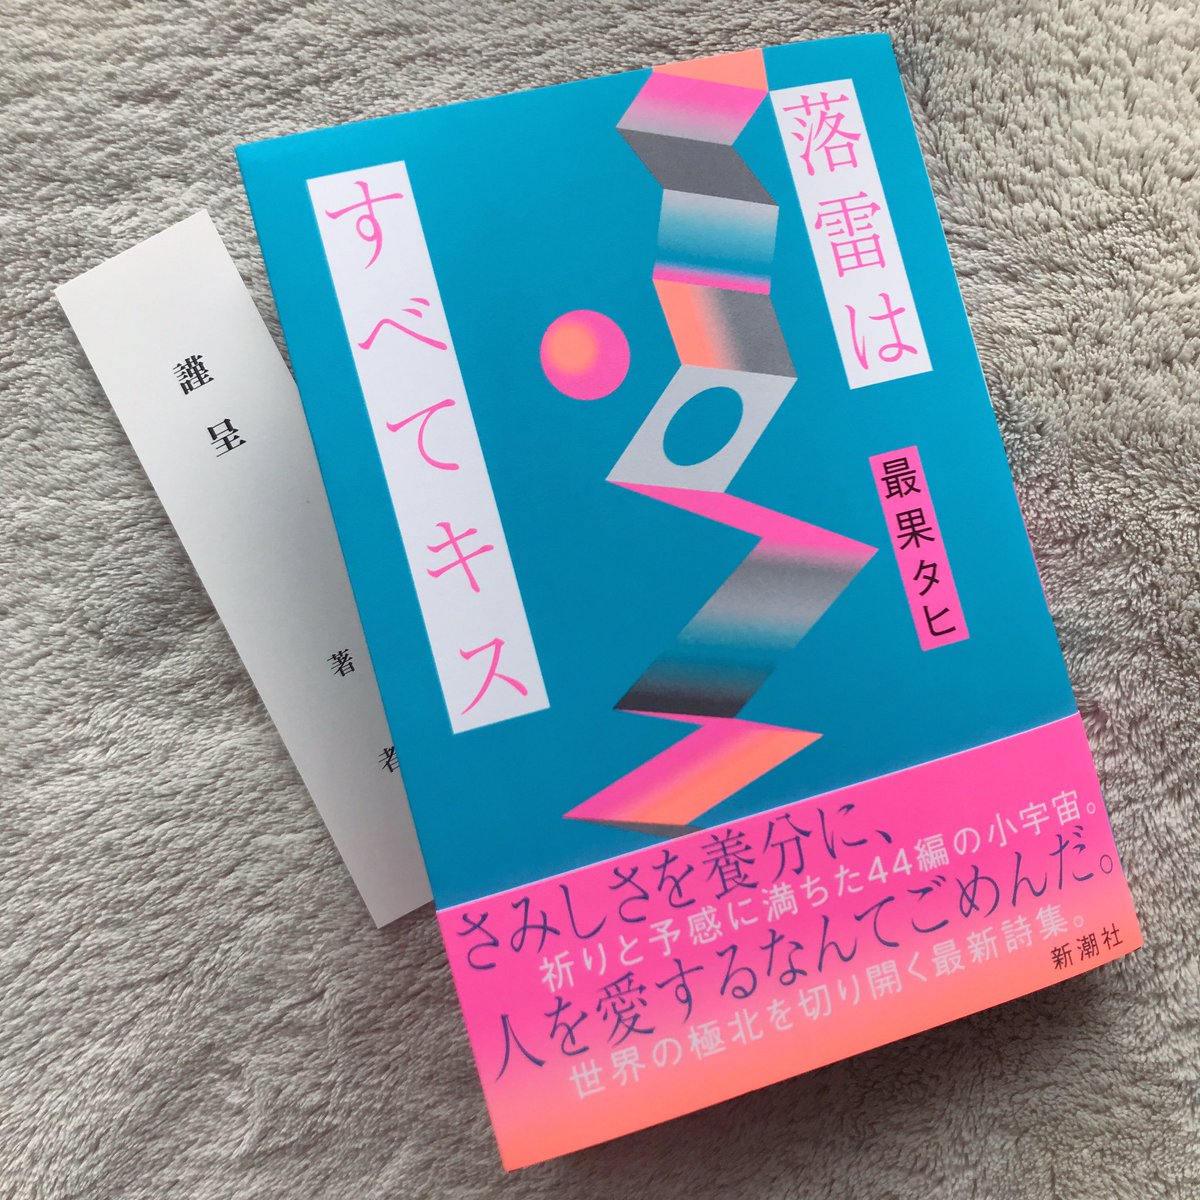 落雷は
すべてキス
最果タヒ
さみしさを養分に、
祈りと予感に満ちた44編の小宇宙。
人を愛するなんてごめんだ。
世界の極北を切り開く最新詩集。
新潮社
謹呈
著者